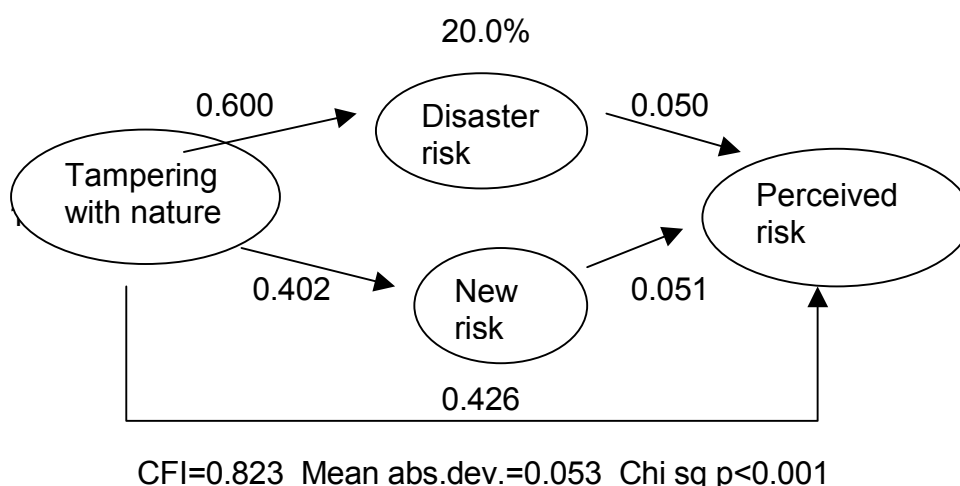 20.0%
0.600
Disaster
risk
0.050
Tampering
with nature
Perceived
risk
0.402
New
risk
0.051
0.426
CFI=0.823 Mean abs.dev.=0.053 Chi sq p<0.001